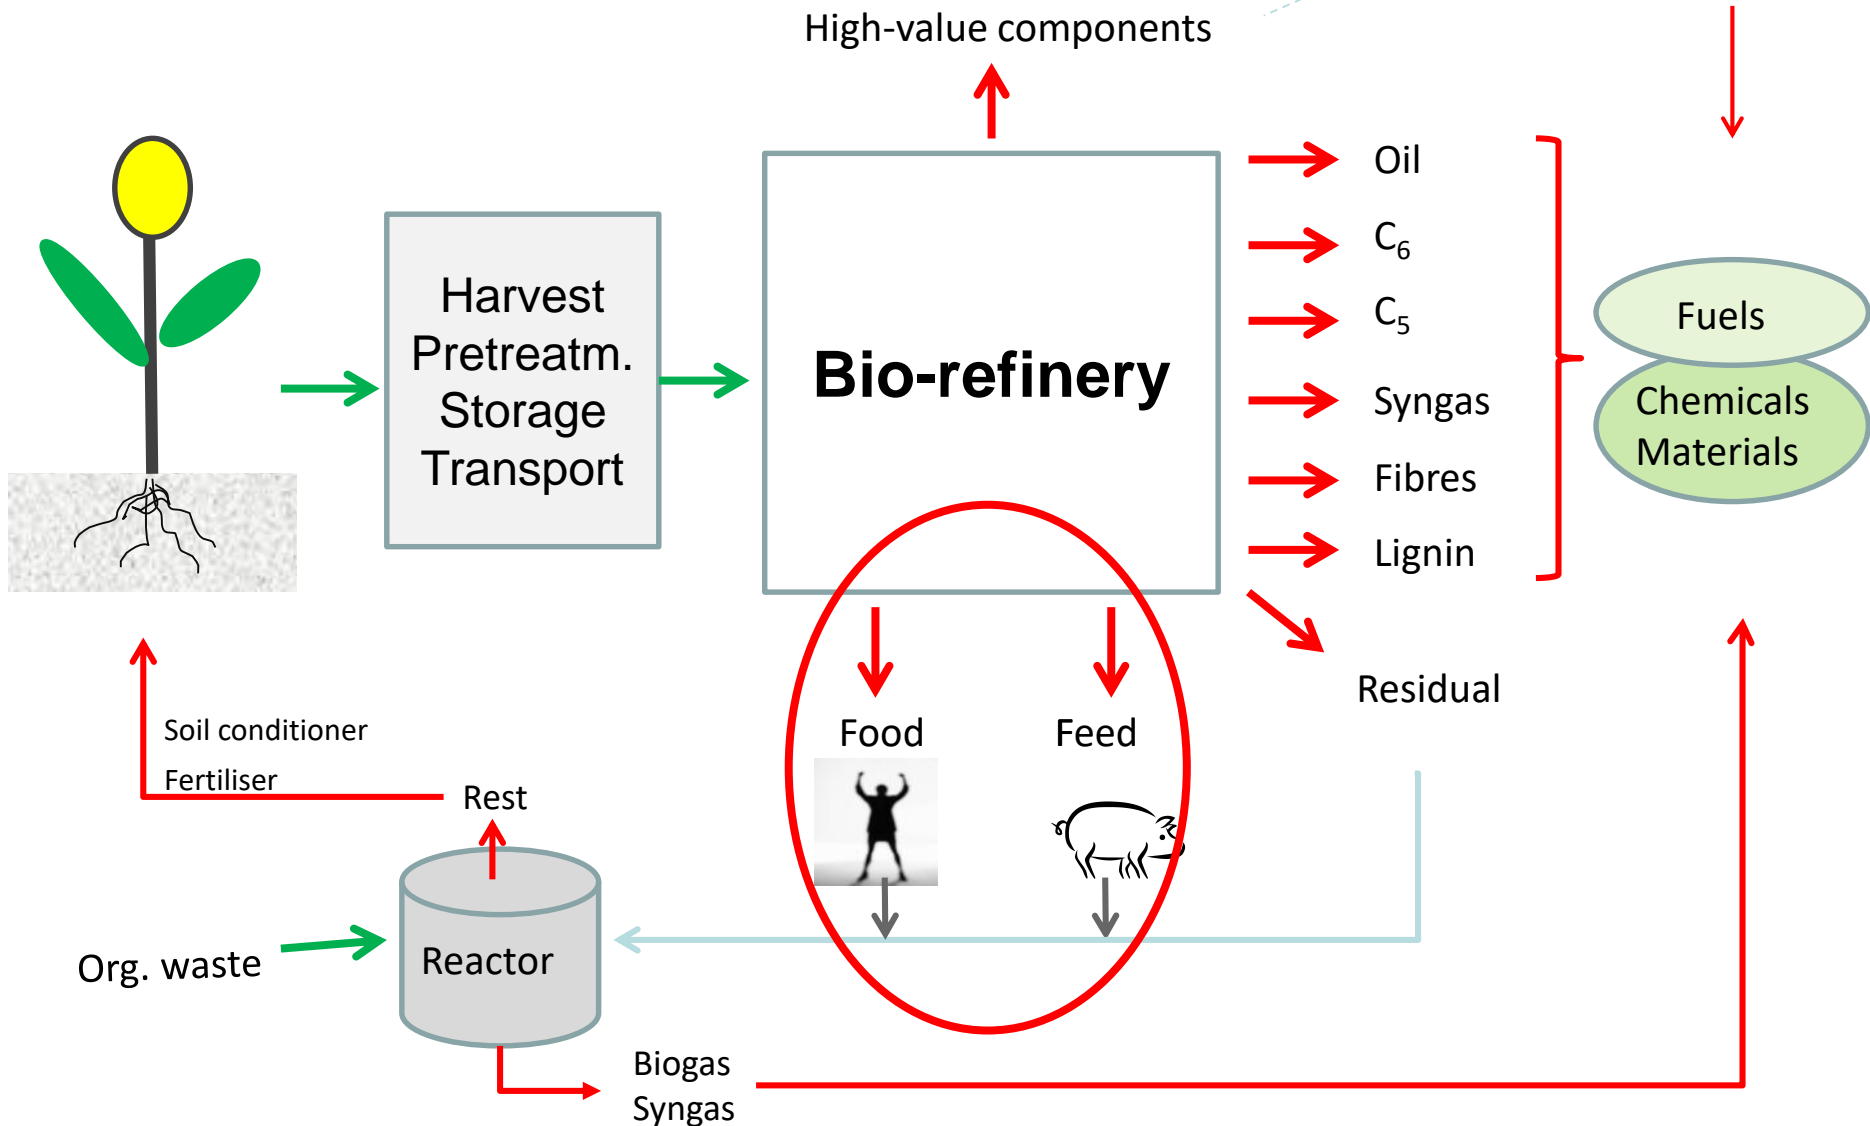 High-value components
Oil
C₆
C₅
Syngas
Fibres
Lignin
Harvest
Pretreatm.
Storage
Transport
Bio-refinery
Fuels
Chemicals
Materials
Residual
Food
Feed
Soil conditioner
Fertiliser
Rest
Org. waste
Reactor
Biogas
Syngas